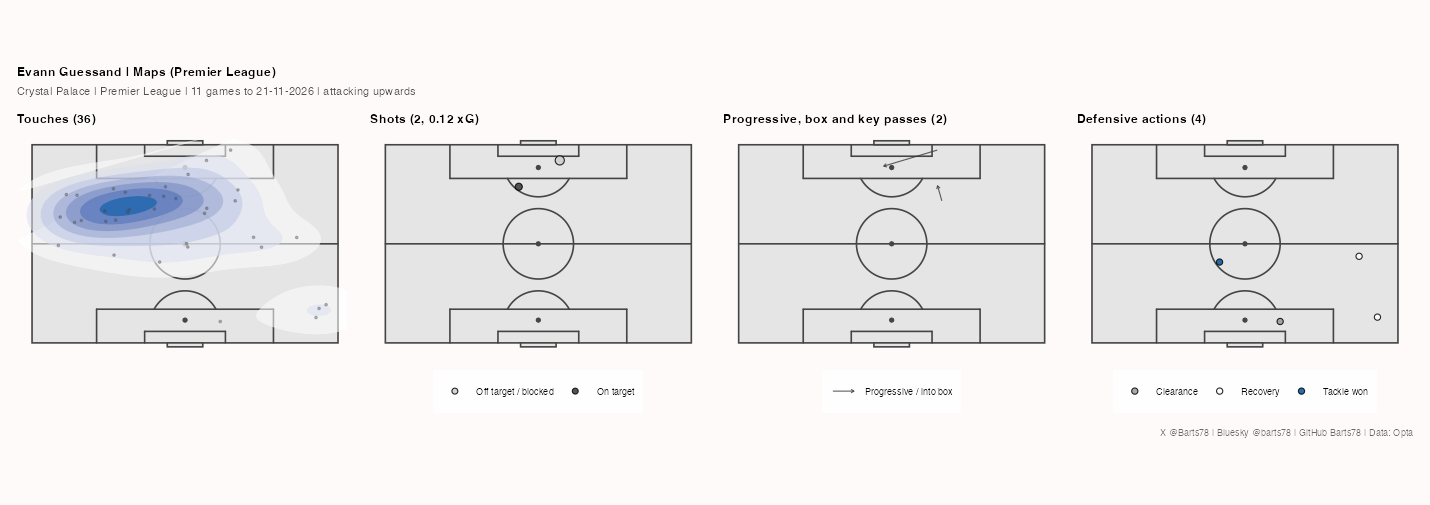 Evann Guessand | Maps (Premier League)
Crystal Palace | Premier League | 11 games to 21-11-2026 | attacking upwards
Touches (36)
Shots (2, 0.12 xG)
Progressive, box and key passes (2)
Defensive actions (4)
Off target / blocked
On target
Progressive / into box
Clearance
Recovery
Tackle won
X @Barts78 | Bluesky @barts78 | GitHub Barts78 | Data: Opta